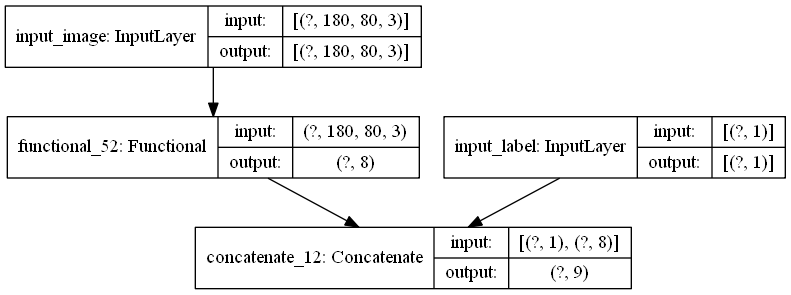 input_image: InputLayer
input: [(?, 180, 80, 3)]
output: [(?, 180, 80, 3)]
functional_52: Functional
input: (?, 180, 80, 3)
output: (?, 8)
input_label: InputLayer
input: [(?, 1)]
output: [(?, 1)]
concatenate_12: Concatenate
input: [(?, 1), (?, 8)]
output: (?, 9)